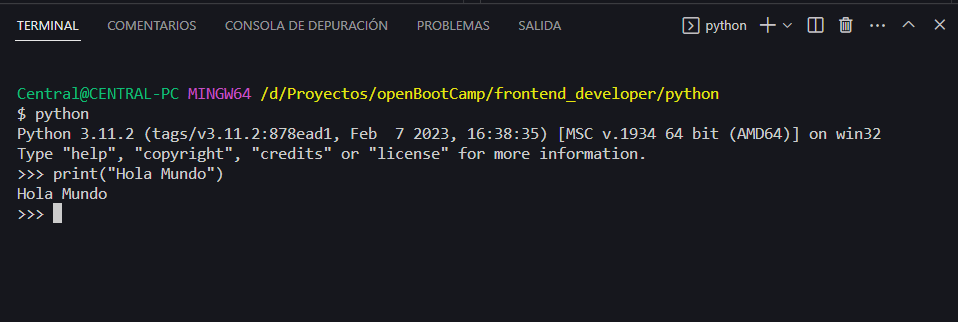 TERMINAL COMENTARIOS CONSOLA DE DEPURACIÓN PROBLEMAS SALIDA python
Central@CENTRAL-PC MINGW64 /d/Proyectos/openBootCamp/frontend_developer/python
$ python
Python 3.11.2 (tags/v3.11.2:878ead1, Feb  7 2023, 16:38:35) [MSC v.1934 64 bit (AMD64)] on win32
Type "help", "copyright", "credits" or "license" for more information.
>>> print("Hola Mundo")
Hola Mundo
>>>